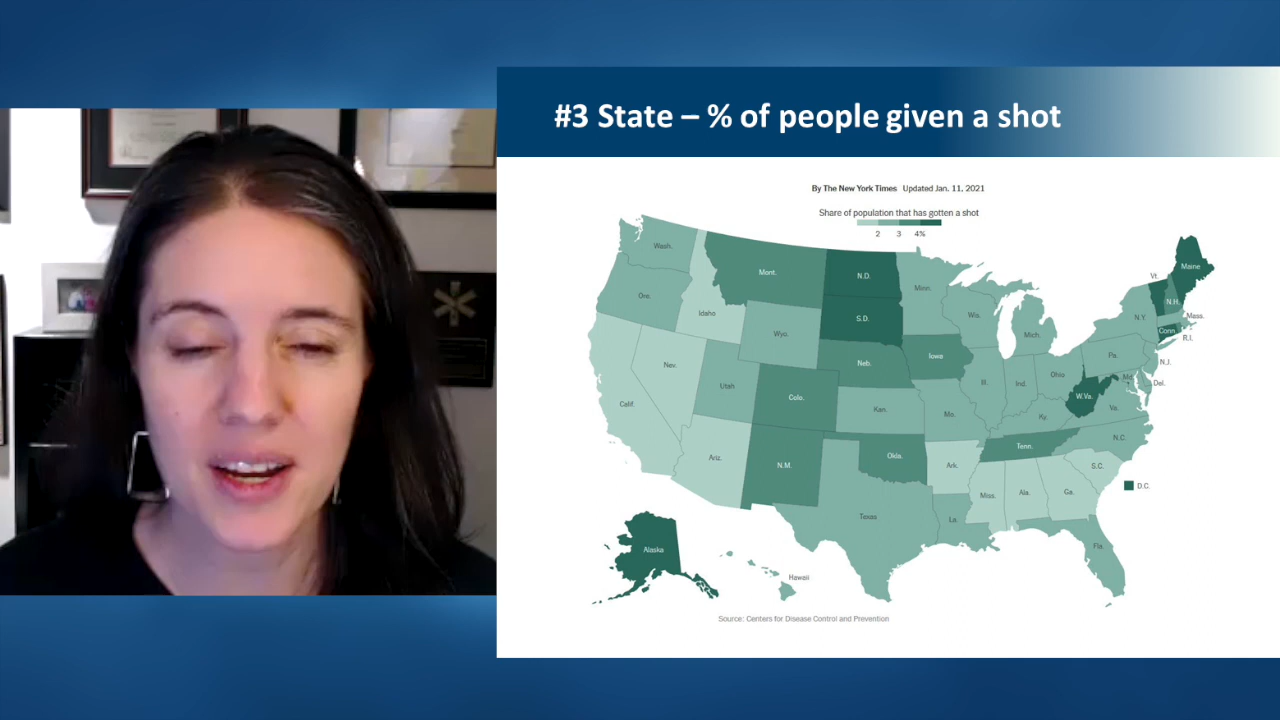 #3 State – % of people given a shot
By The New York Times Updated Jan. 11, 2021
Share of population that has gotten a shot
2 3 4%
Wash.
Mont.
N.D.
Minn.
Maine
Vt.
N.H.
Ore.
Idaho
Wyo.
S.D.
Wis.
Mich.
N.Y.
Mass.
Conn.
R.I.
Nev.
Utah
Colo.
Neb.
Iowa
Ill.
Ind.
Ohio
Pa.
N.J.
Md.
Del.
Calif.
Kan.
Mo.
Ky.
W.Va.
Va.
Ariz.
N.M.
Okla.
Ark.
Tenn.
N.C.
S.C.
D.C.
Texas
La.
Miss.
Ala.
Ga.
Fla.
Alaska
Hawaii
Source: Centers for Disease Control and Prevention